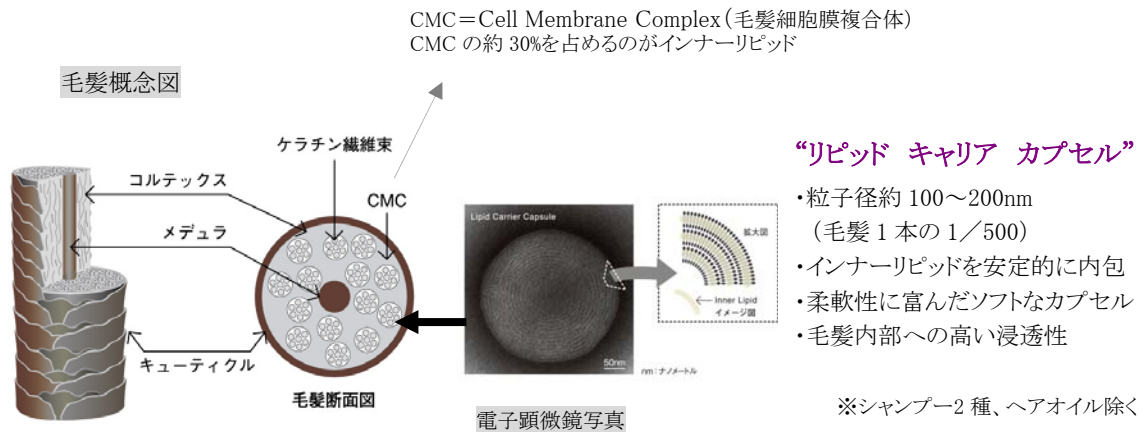 CMC＝Cell Membrane Complex（毛髪細胞膜複合体）
CMC の約 30%を占めるのがインナーリピッド
毛髪概念図
ケラチン繊維束
コルテックス
CMC
メデュラ
キューティクル
毛髪断面図
Lipid Carrier Capsule
50nm
拡大図
Inner Lipid
イメージ図
nm：ナノメートル
電子顕微鏡写真
“リピッド　キャリア　カプセル”
・粒子径約 100～200nm
（毛髪 1 本の 1／500）
・インナーリピッドを安定的に内包
・柔軟性に富んだソフトなカプセル
・毛髪内部への高い浸透性
※シャンプー2 種、ヘアオイル除く